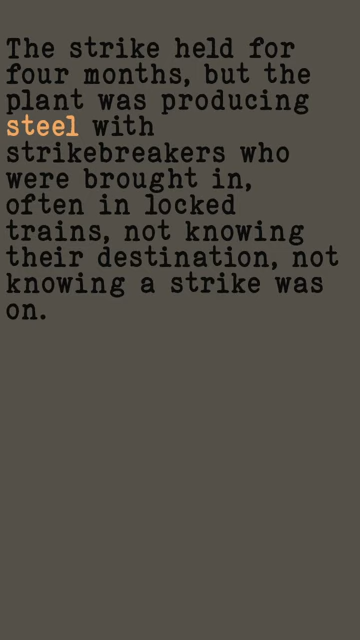 The strike held for
four months, but the
plant was producing
steel with
strikebreakers who
were brought in,
often in locked
trains, not knowing
their destination, not
knowing a strike was
on.